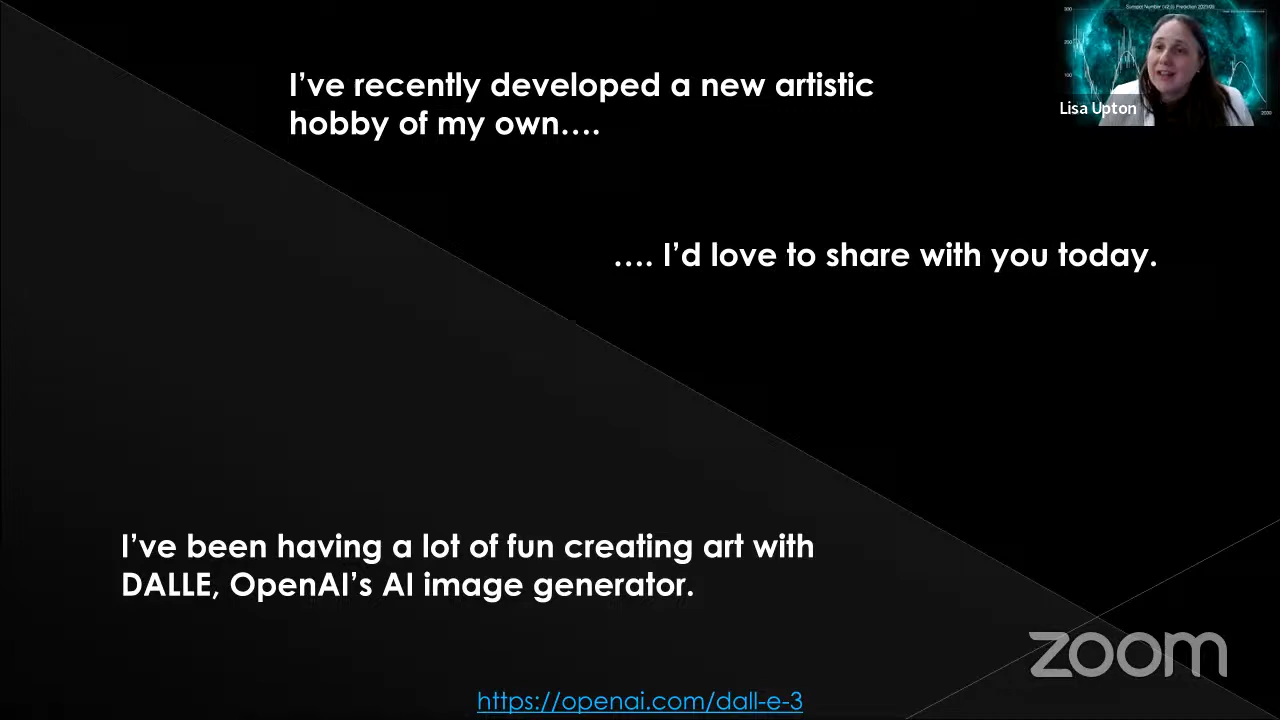 I’ve recently developed a new artistic
hobby of my own….
Lisa Upton
…. I’d love to share with you today.
I’ve been having a lot of fun creating art with
DALLE, OpenAI’s AI image generator.
zoom
https://openai.com/dall-e-3